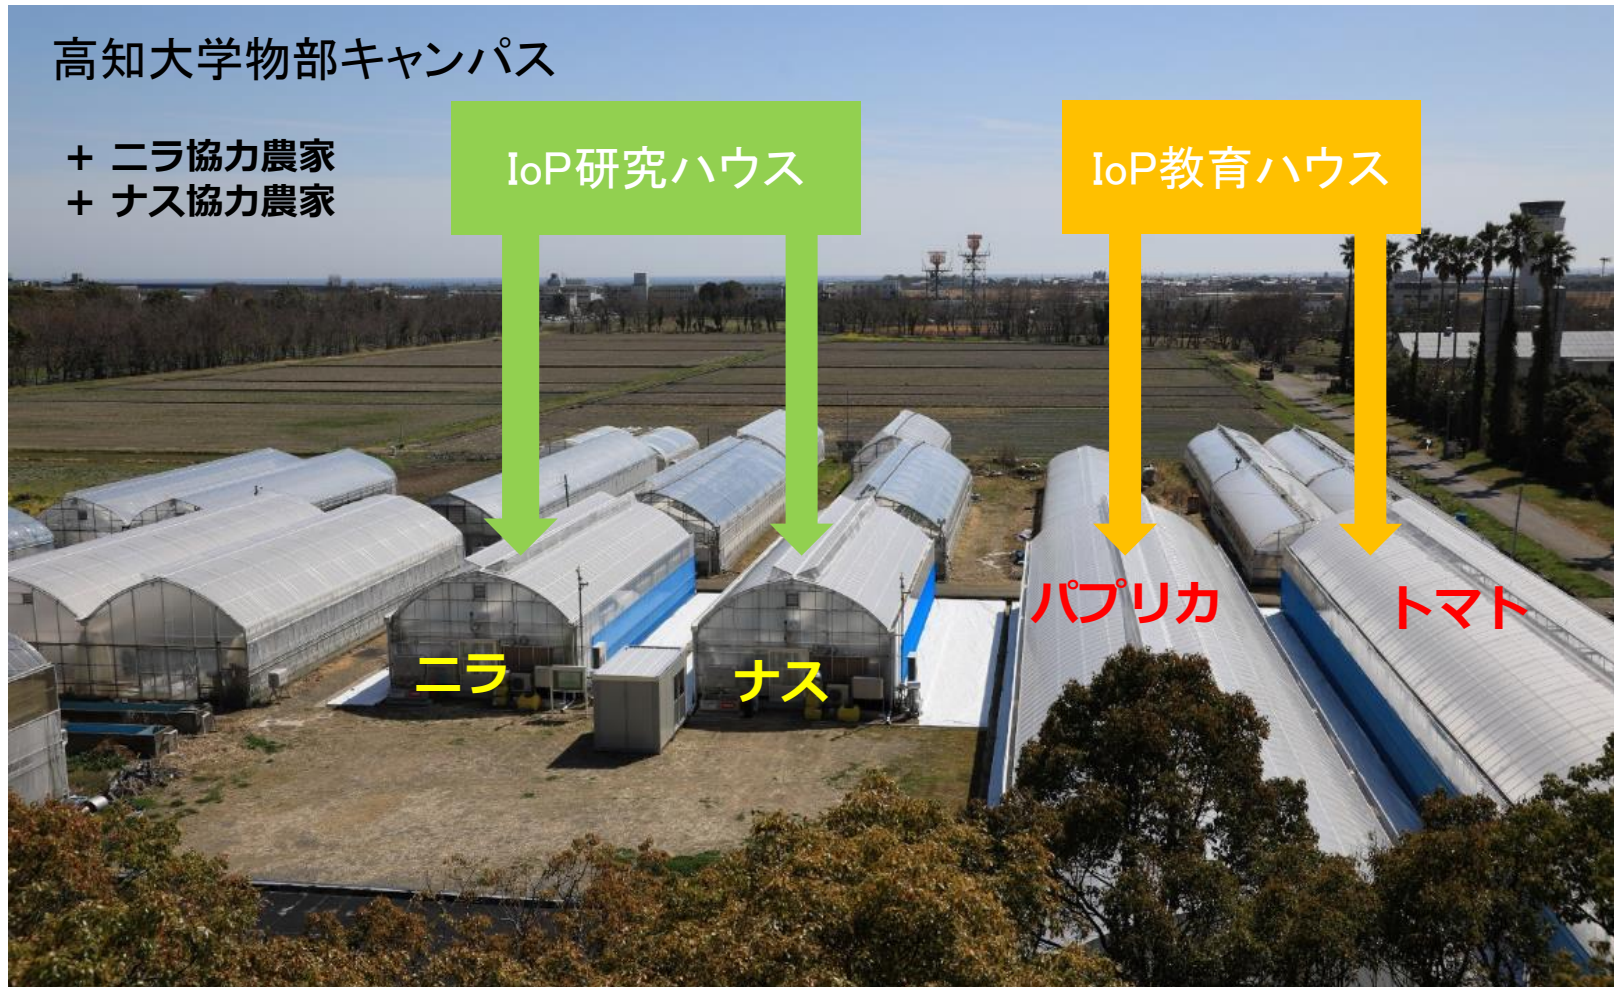 高知大学物部キャンパス
+ ニラ協力農家
+ ナス協力農家
IoP研究ハウス
IoP教育ハウス
パプリカ
トマト
ニラ
ナス